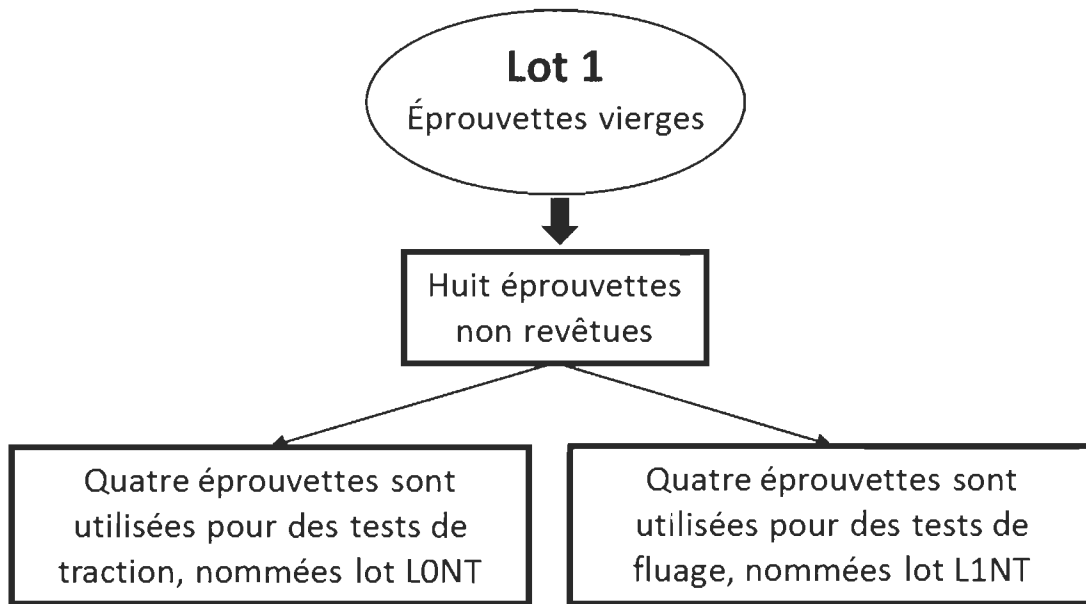 Lot 1
Éprouvettes vierges
Huit éprouvettes
non revêtues
Quatre éprouvettes sont
utilisées pour des tests de
traction, nommées lot L0NT
Quatre éprouvettes sont
utilisées pour des tests de
fluage, nommées lot L1NT